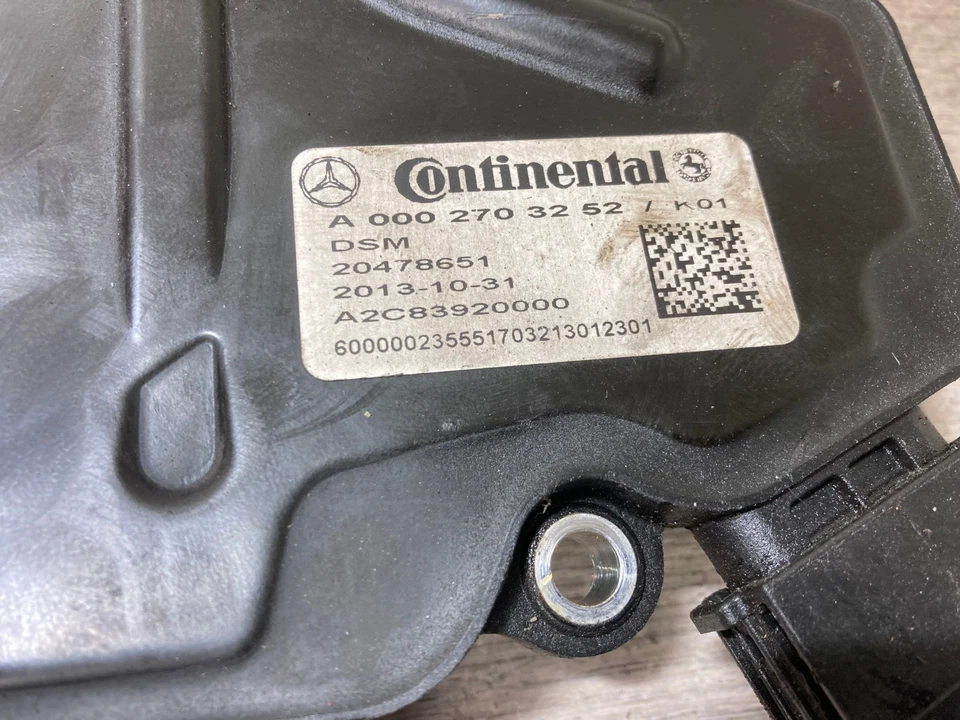 Continental
A 000 270 32 52 / K01
DSM
20478651
2013-10-31
A2C83920000
600000235551703213012301